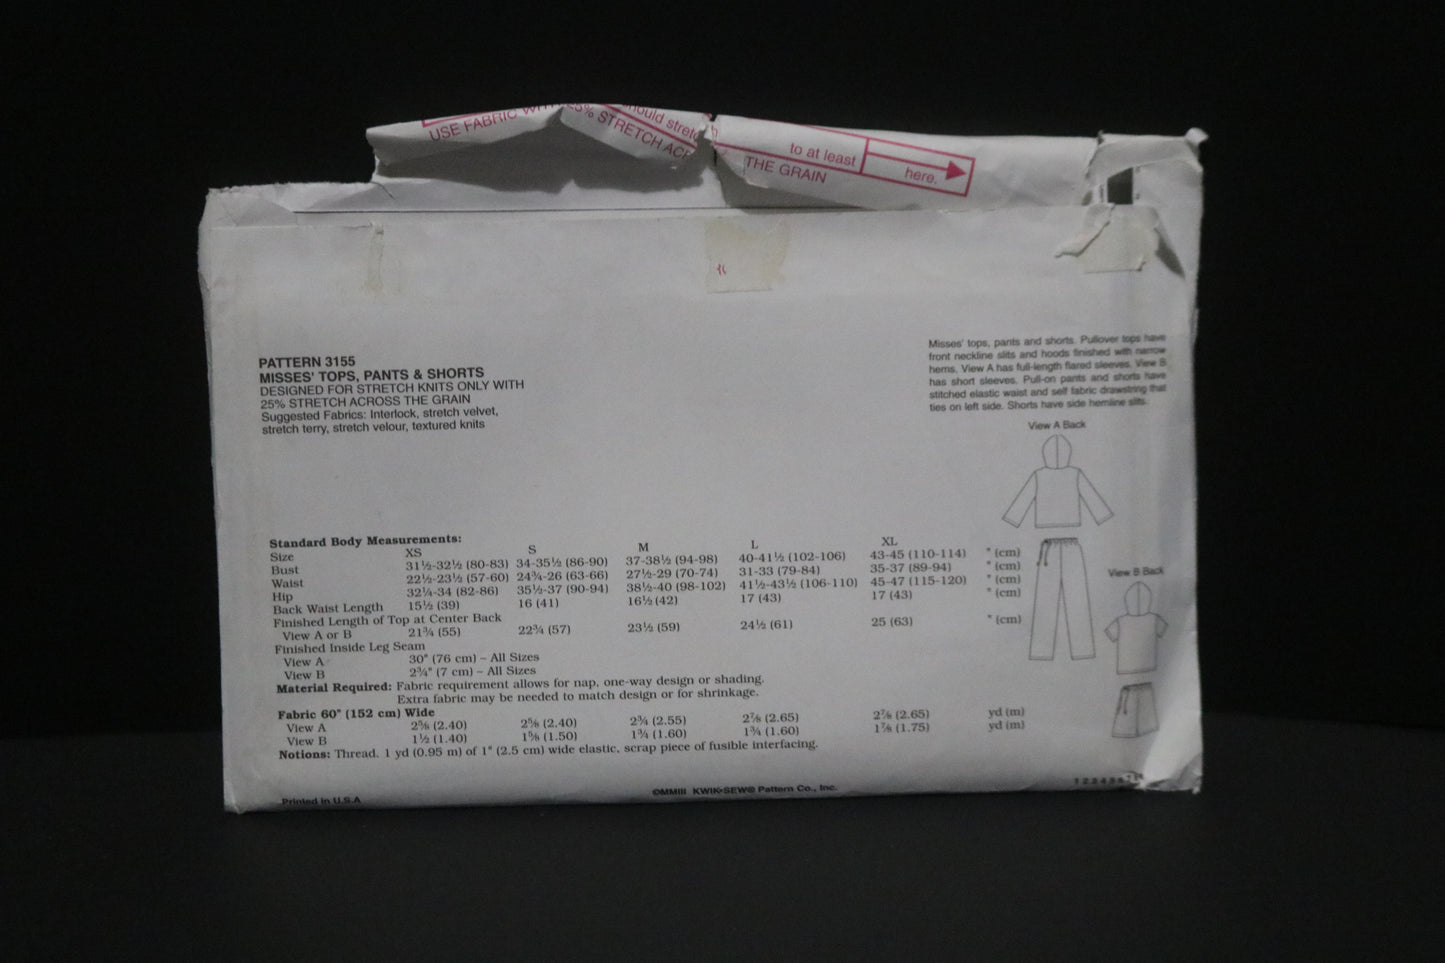 USE FABRIC WITH 25% STRETCH ACR THE GRAIN
hould stretch
to at least
here.
PATTERN 3155
MISSES' TOPS, PANTS & SHORTS
DESIGNED FOR STRETCH KNITS ONLY WITH
25% STRETCH ACROSS THE GRAIN
Suggested Fabrics: Interlock, stretch velvet,
stretch terry, stretch velour, textured knits
Misses' tops, pants and shorts. Pullover tops have
front neckline slits and hoods finished with narrow
hems. View A has full-length flared sleeves. View B
has short sleeves. Pull-on pants and shorts have
stitched elastic waist and self fabric drawstring that
ties on left side. Shorts have side hemline slits.
View A Back
View B Back
Standard Body Measurements:
Size XS S M L XL
Bust 31½-32½ (80-83) 34-35½ (86-90) 37-38½ (94-98) 40-41½ (102-106) 43-45 (110-114) " (cm)
Waist 22½-23½ (57-60) 24¾-26 (63-66) 27½-29 (70-74) 31-33 (79-84) 35-37 (89-94) " (cm)
Hip 32¼-34 (82-86) 35½-37 (90-94) 38½-40 (98-102) 41½-43½ (106-110) 45-47 (115-120) " (cm)
Back Waist Length 15½ (39) 16 (41) 16½ (42) 17 (43) 17 (43) " (cm)
Finished Length of Top at Center Back
View A or B 21¾ (55) 22¾ (57) 23½ (59) 24½ (61) 25 (63) " (cm)
Finished Inside Leg Seam
View A 30" (76 cm) – All Sizes
View B 2¾" (7 cm) – All Sizes
Material Required: Fabric requirement allows for nap, one-way design or shading.
Extra fabric may be needed to match design or for shrinkage.
Fabric 60" (152 cm) Wide
View A 2⅝ (2.40) 2⅝ (2.40) 2¾ (2.55) 2⅞ (2.65) 2⅞ (2.65) yd (m)
View B 1½ (1.40) 1⅝ (1.50) 1¾ (1.60) 1¾ (1.60) 1⅞ (1.75) yd (m)
Notions: Thread, 1 yd (0.95 m) of 1" (2.5 cm) wide elastic, scrap piece of fusible interfacing.
Printed in U.S.A
©MMIII KWIK•SEW® Pattern Co., Inc.